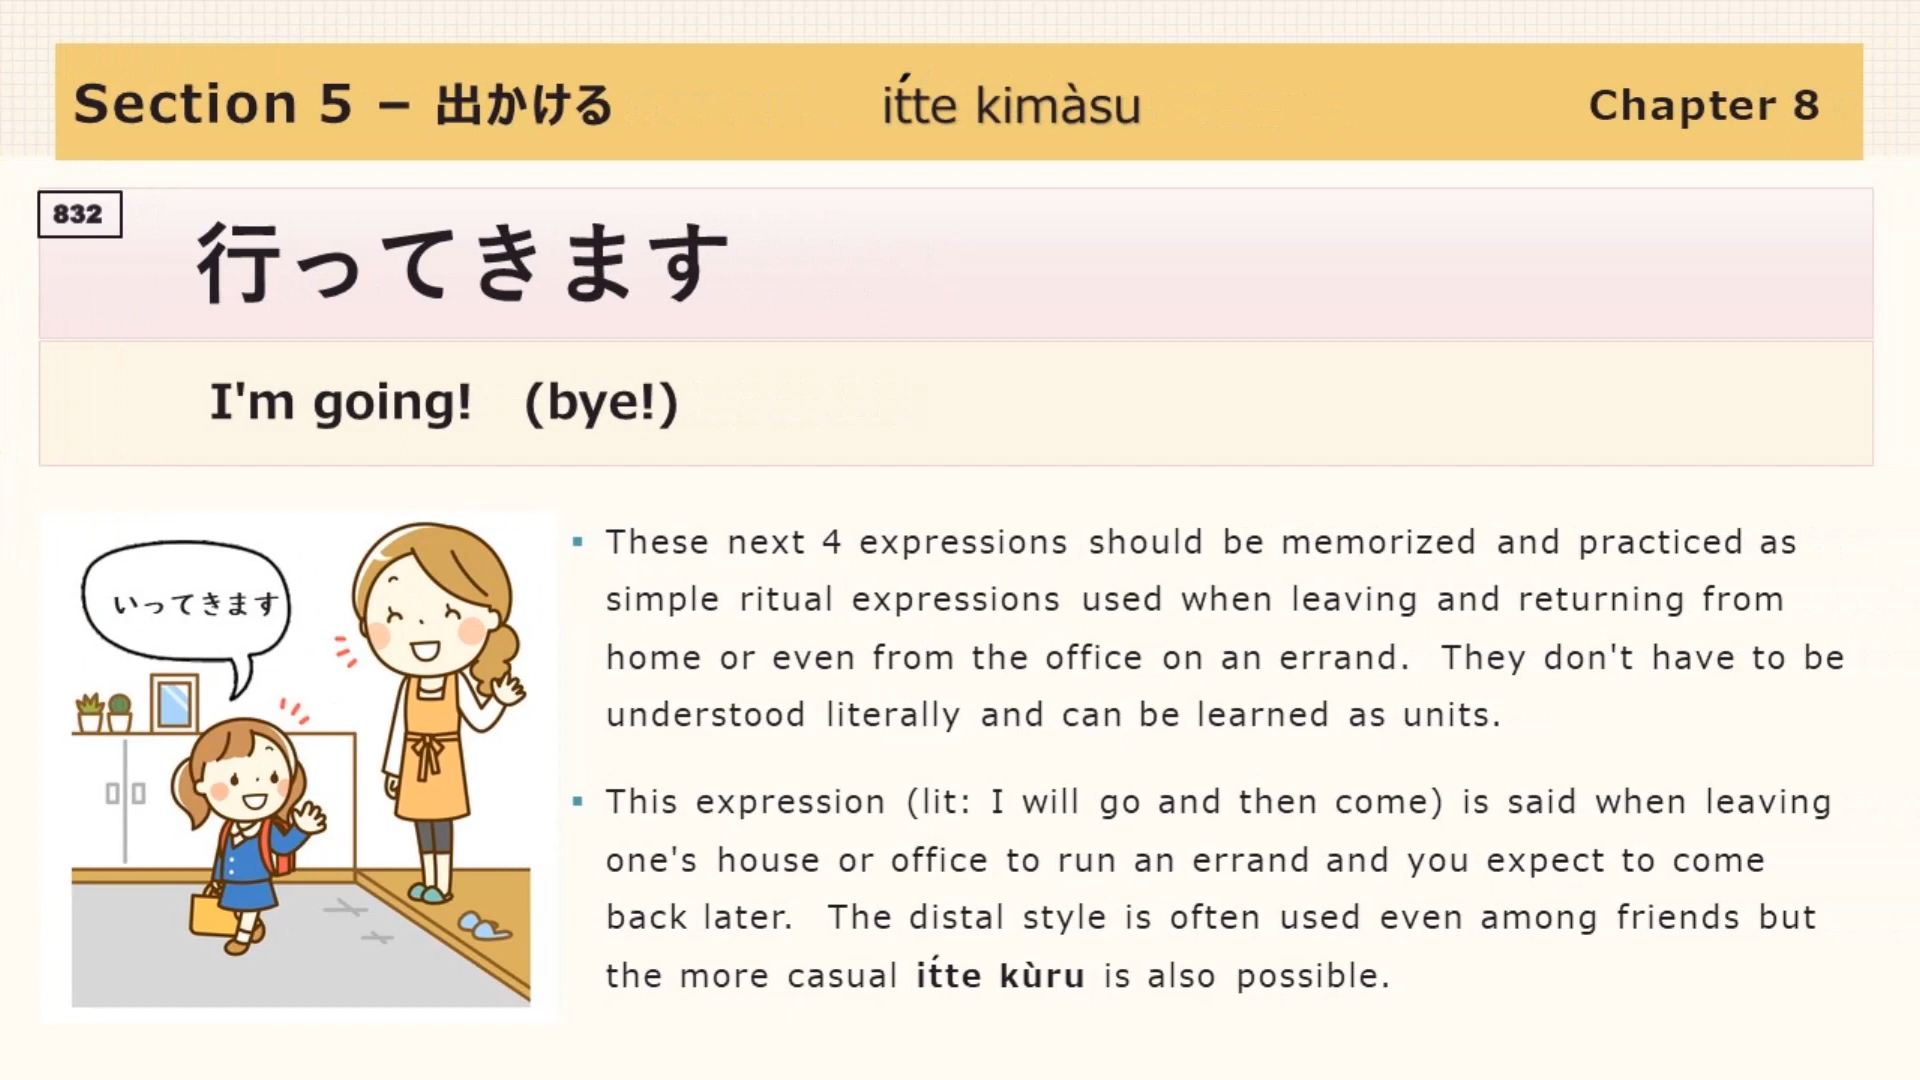 Section 5 – 出かける
ití̇te kimàsu
Chapter 8
832
行ってきます
I'm going! (bye!)
いってきます
▪ These next 4 expressions should be memorized and practiced as
simple ritual expressions used when leaving and returning from
home or even from the office on an errand. They don't have to be
understood literally and can be learned as units.
▪ This expression (lit: I will go and then come) is said when leaving
one's house or office to run an errand and you expect to come
back later. The distal style is often used even among friends but
the more casual it́te kùru is also possible.